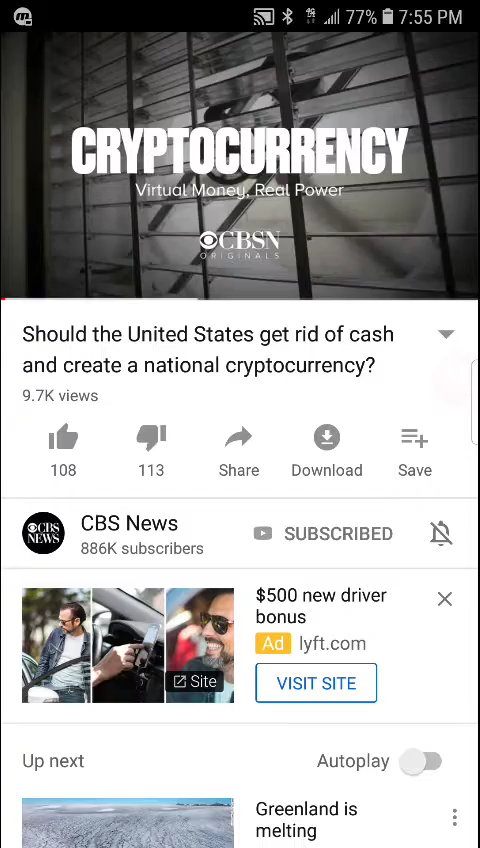 77% 7:55 PM
CRYPTOCURRENCY
Virtual Money, Real Power
CBSN
ORIGINALS
Should the United States get rid of cash
and create a national cryptocurrency?
9.7K views
108
113
Share
Download
Save
CBS NEWS
CBS News
SUBSCRIBED
886K subscribers
$500 new driver
bonus
Ad lyft.com
Site
VISIT SITE
Up next
Autoplay
Greenland is
melting